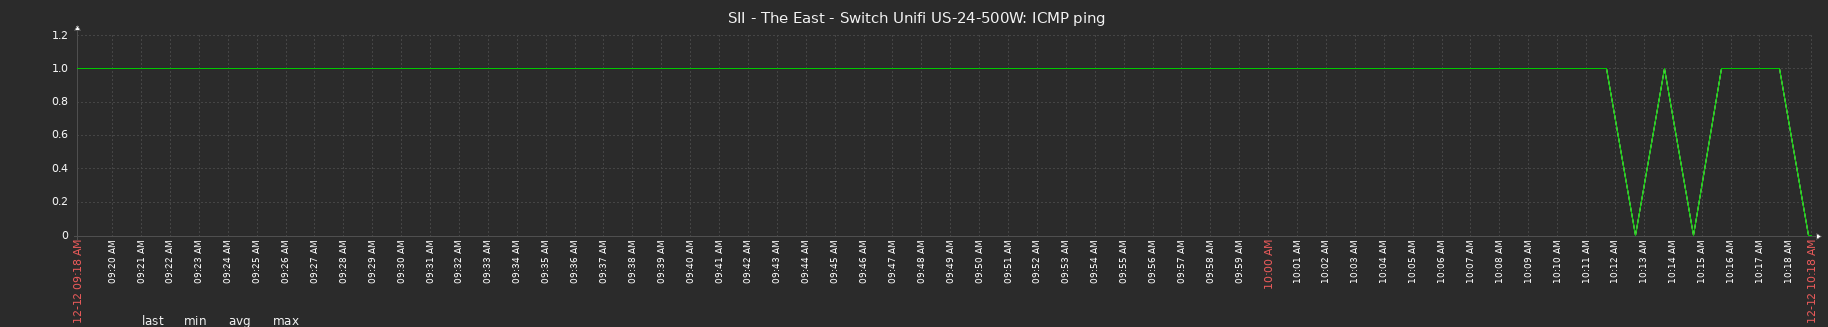 SII - The East - Switch Unifi US-24-500W: ICMP ping
1.2
1.0
0.8
0.6
0.4
0.2
0
12-12 09:18 AM
09:20 AM
09:21 AM
09:22 AM
09:23 AM
09:24 AM
09:25 AM
09:26 AM
09:27 AM
09:28 AM
09:29 AM
09:30 AM
09:31 AM
09:32 AM
09:33 AM
09:34 AM
09:35 AM
09:36 AM
09:37 AM
09:38 AM
09:39 AM
09:40 AM
09:41 AM
09:42 AM
09:43 AM
09:44 AM
09:45 AM
09:46 AM
09:47 AM
09:48 AM
09:49 AM
09:50 AM
09:51 AM
09:52 AM
09:53 AM
09:54 AM
09:55 AM
09:56 AM
09:57 AM
09:58 AM
09:59 AM
10:00 AM
10:01 AM
10:02 AM
10:03 AM
10:04 AM
10:05 AM
10:06 AM
10:07 AM
10:08 AM
10:09 AM
10:10 AM
10:11 AM
10:12 AM
10:13 AM
10:14 AM
10:15 AM
10:16 AM
10:17 AM
10:18 AM
12-12 10:18 AM
last min avg max